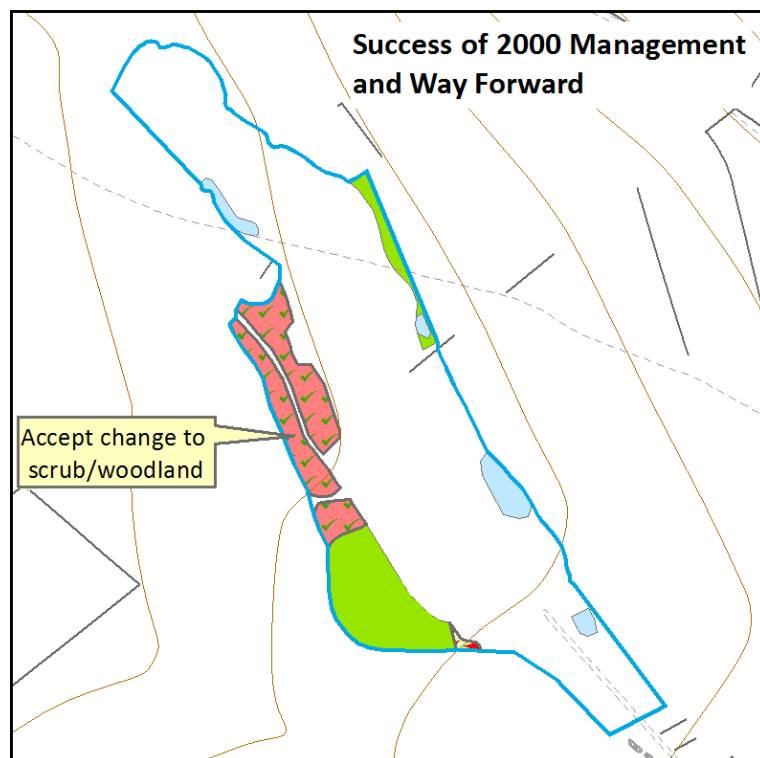 Success of 2000 Management
and Way Forward
Accept change to
scrub/woodland